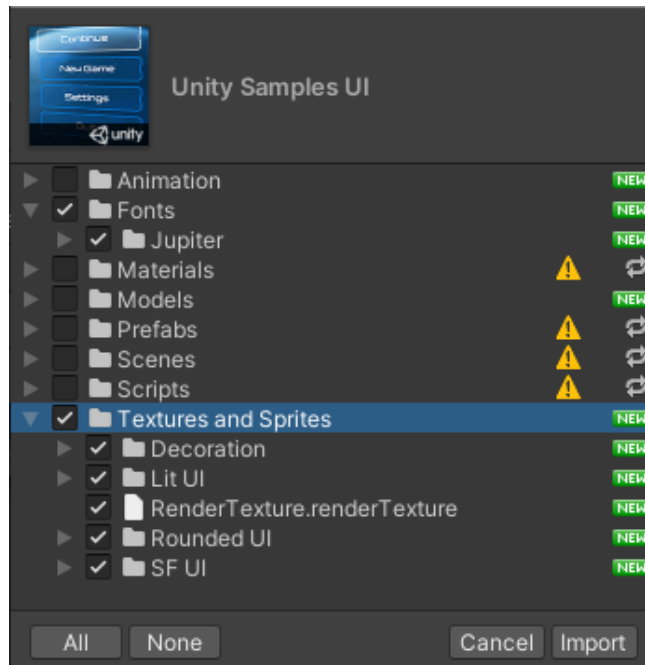 Continue
New Game
Settings
unity
Unity Samples UI
Animation NEW
Fonts NEW
Jupiter NEW
Materials
Models NEW
Prefabs
Scenes
Scripts
Textures and Sprites NEW
Decoration NEW
Lit UI NEW
RenderTexture.renderTexture NEW
Rounded UI NEW
SF UI NEW
All None Cancel Import